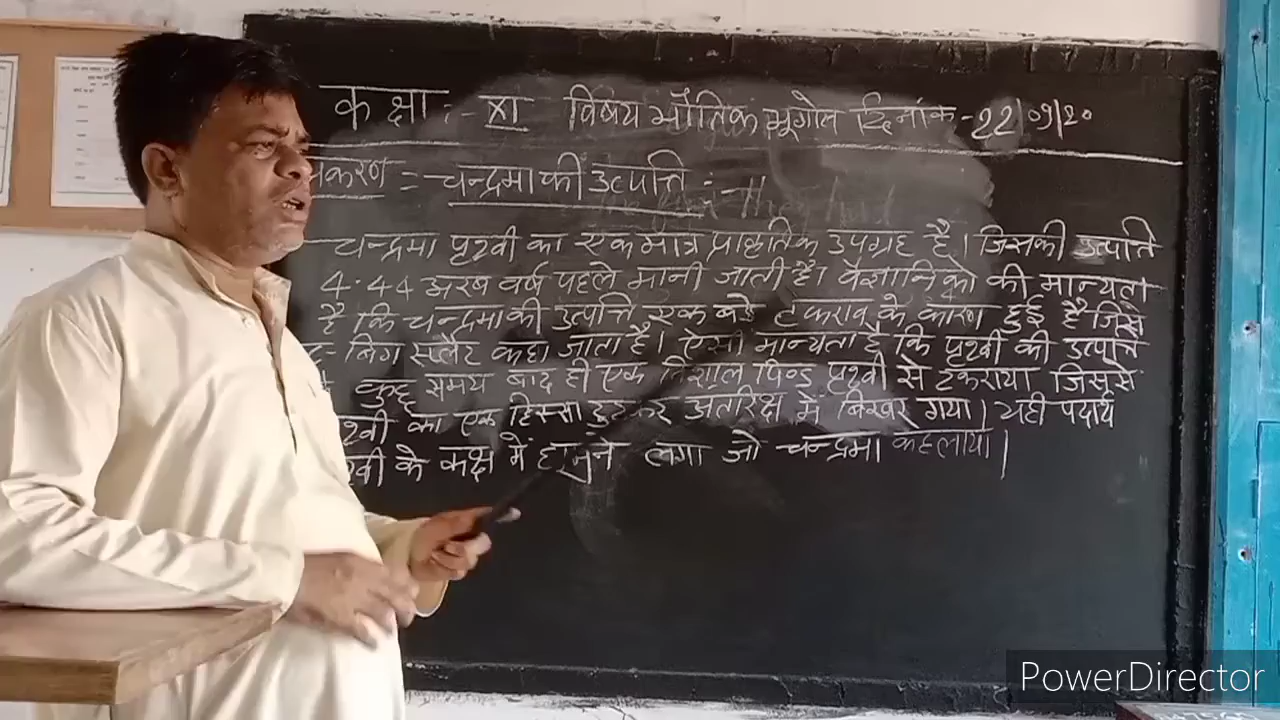 कक्षा :- XI विषय भौतिक भूगोल दिनांक - 22/09/20
करण = चन्द्रमा की उत्पत्ति :-
चन्द्रमा पृथ्वी का एक मात्र प्राकृतिक उपग्रह है। जिसकी उत्पत्ति
4.44 अरब वर्ष पहले मानी जाती है। वैज्ञानिको की मान्यता
है कि चन्द्रमा की उत्पत्ति एक बडे टकराव के कारण हुई है जिसे
द- बिग स्प्लैट कहा जाता है। ऐसी मान्यता है कि पृथ्वी की उत्पत्ति
कुछ समय बाद ही एक विशाल पिण्ड पृथ्वी से टकराया जिससे
का एक हिस्सा टुटकर अंतरिक्ष में बिखर गया। यही पदार्थ
के कक्ष में घूमने लगा जो चन्द्रमा कहलाया।
PowerDirector